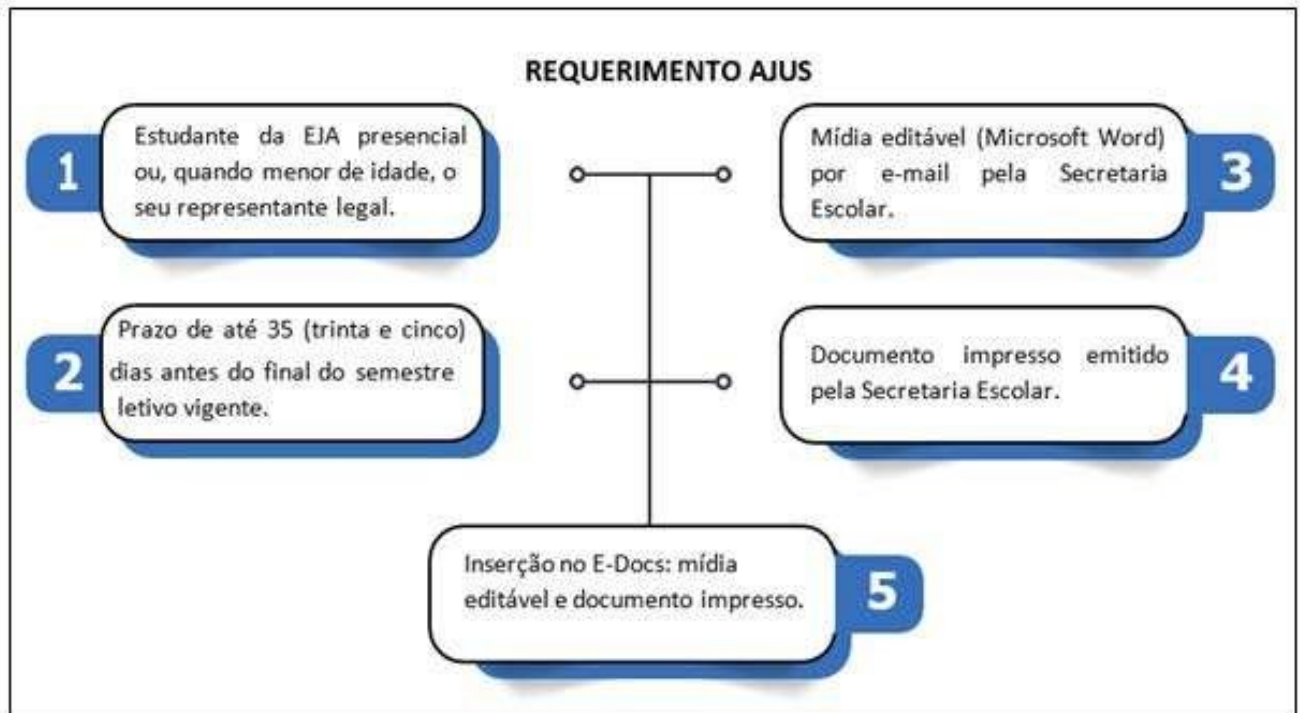 REQUERIMENTO AJUS
1
Estudante da EJA presencial
ou, quando menor de idade, o
seu representante legal.
2
Prazo de até 35 (trinta e cinco)
dias antes do final do semestre
letivo vigente.
3
Mídia editável (Microsoft Word)
por e-mail pela Secretaria
Escolar.
4
Documento impresso emitido
pela Secretaria Escolar.
Inserção no E-Docs: mídia
editável e documento impresso.
5